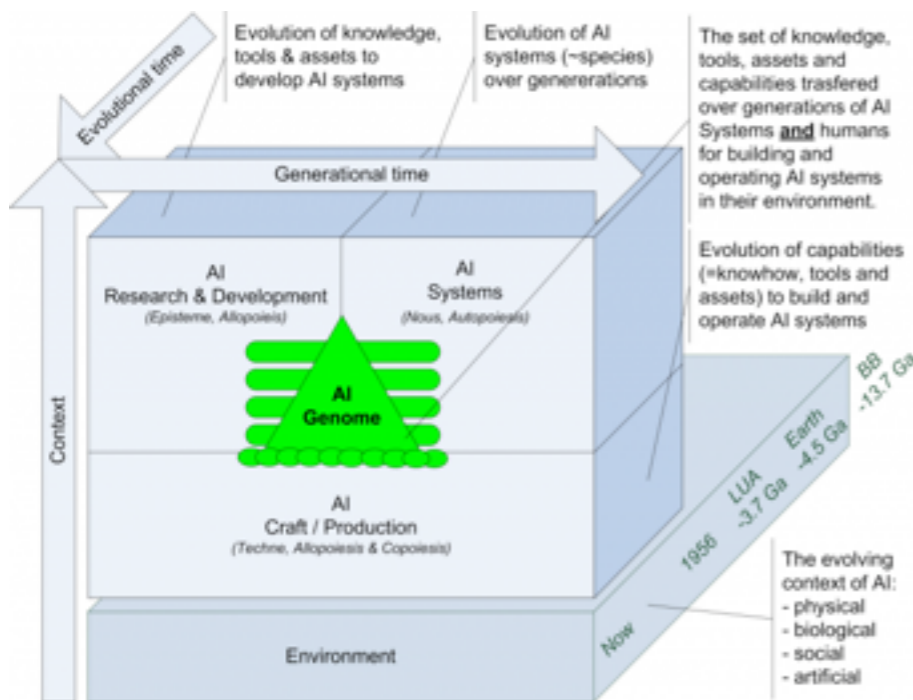 Evolution of knowledge,
tools & assets to
develop AI systems
Evolution of AI
systems (~species)
over genererations
The set of knowledge,
tools, assets and
capabilities trasfered
over generations of AI
Systems and humans
for building and
operating AI systems
in their environment.
Evolutional time
Generational time
Context
AI
Research & Development
(Episteme, Allopoieis)
AI
Systems
(Nous, Autopoiesis)
Evolution of capabilities
(=knowhow, tools and
assets) to build and
operate AI systems
AI
Genome
AI
Craft / Production
(Techne, Allopoiesis & Copoiesis)
BB
-13.7 Ga
Earth
-4.5 Ga
LUA
-3.7 Ga
1956
Now
Environment
The evolving
context of AI:
- physical
- biological
- social
- artificial